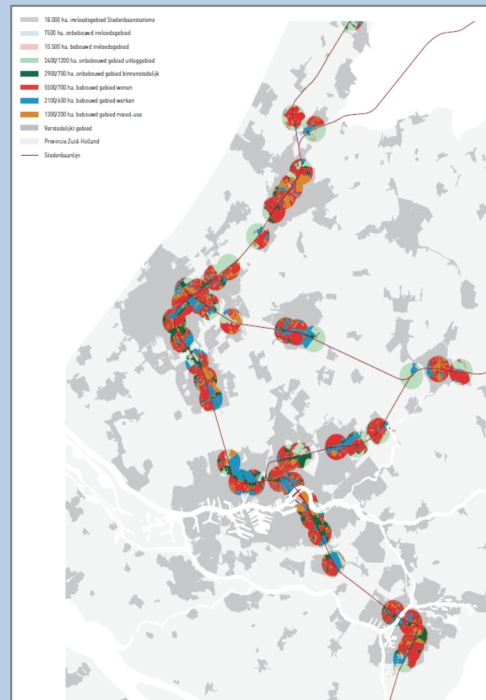 18.000 ha. invloedsgebied Stedenbaanstations
7500 ha. onbebouwd invloedsgebied
10.500 ha. bebouwd invloedsgebied
2400/1200 ha. onbebouwd gebied uitleggebied
2900/700 ha. onbebouwd gebied binnenstedelijk
5500/700 ha. bebouwd gebied wonen
2100/600 ha. bebouwd gebied werken
1300/200 ha. bebouwd gebied mixed-use
Verstedelijkt gebied
Provincie Zuid-Holland
Stedenbaanlijn